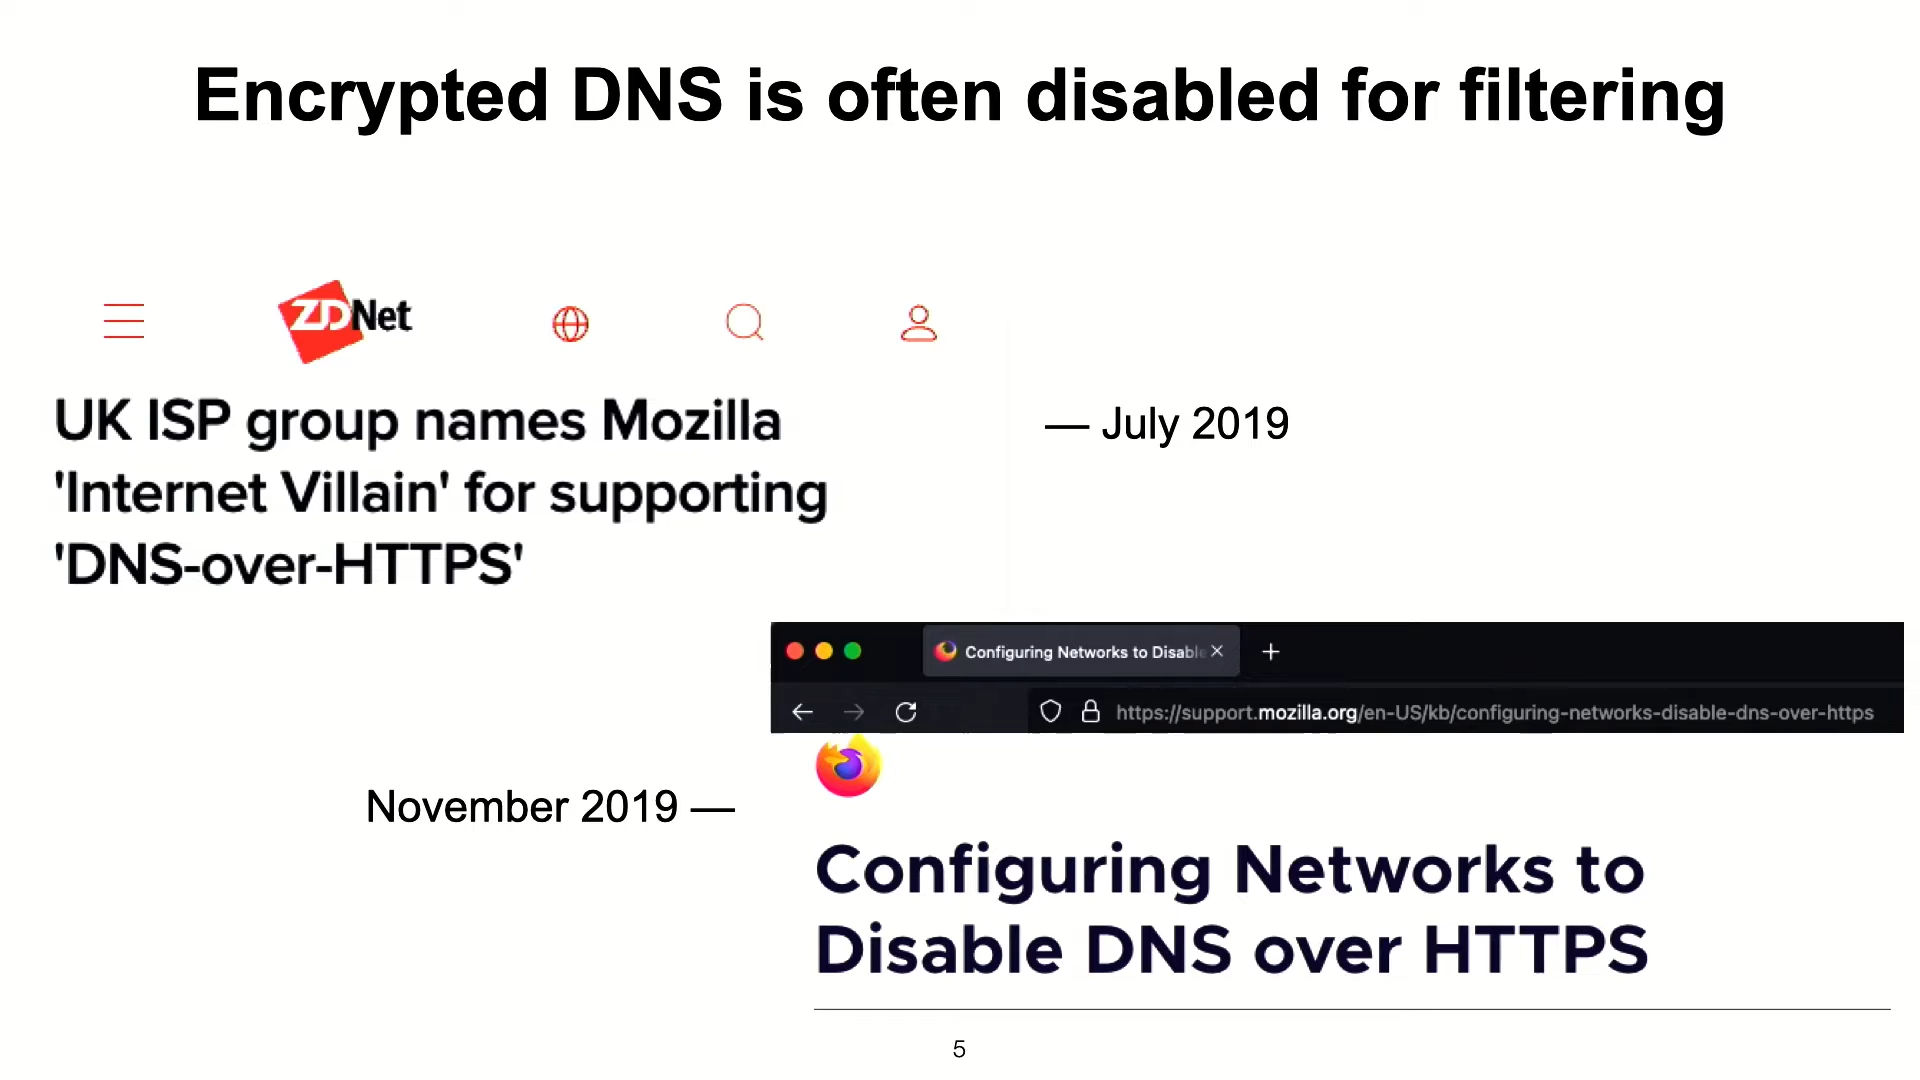 Encrypted DNS is often disabled for filtering
ZDNet
UK ISP group names Mozilla
'Internet Villain' for supporting
'DNS-over-HTTPS'
— July 2019
Configuring Networks to Disable
https://support.mozilla.org/en-US/kb/configuring-networks-disable-dns-over-https
November 2019 —
Configuring Networks to
Disable DNS over HTTPS
5